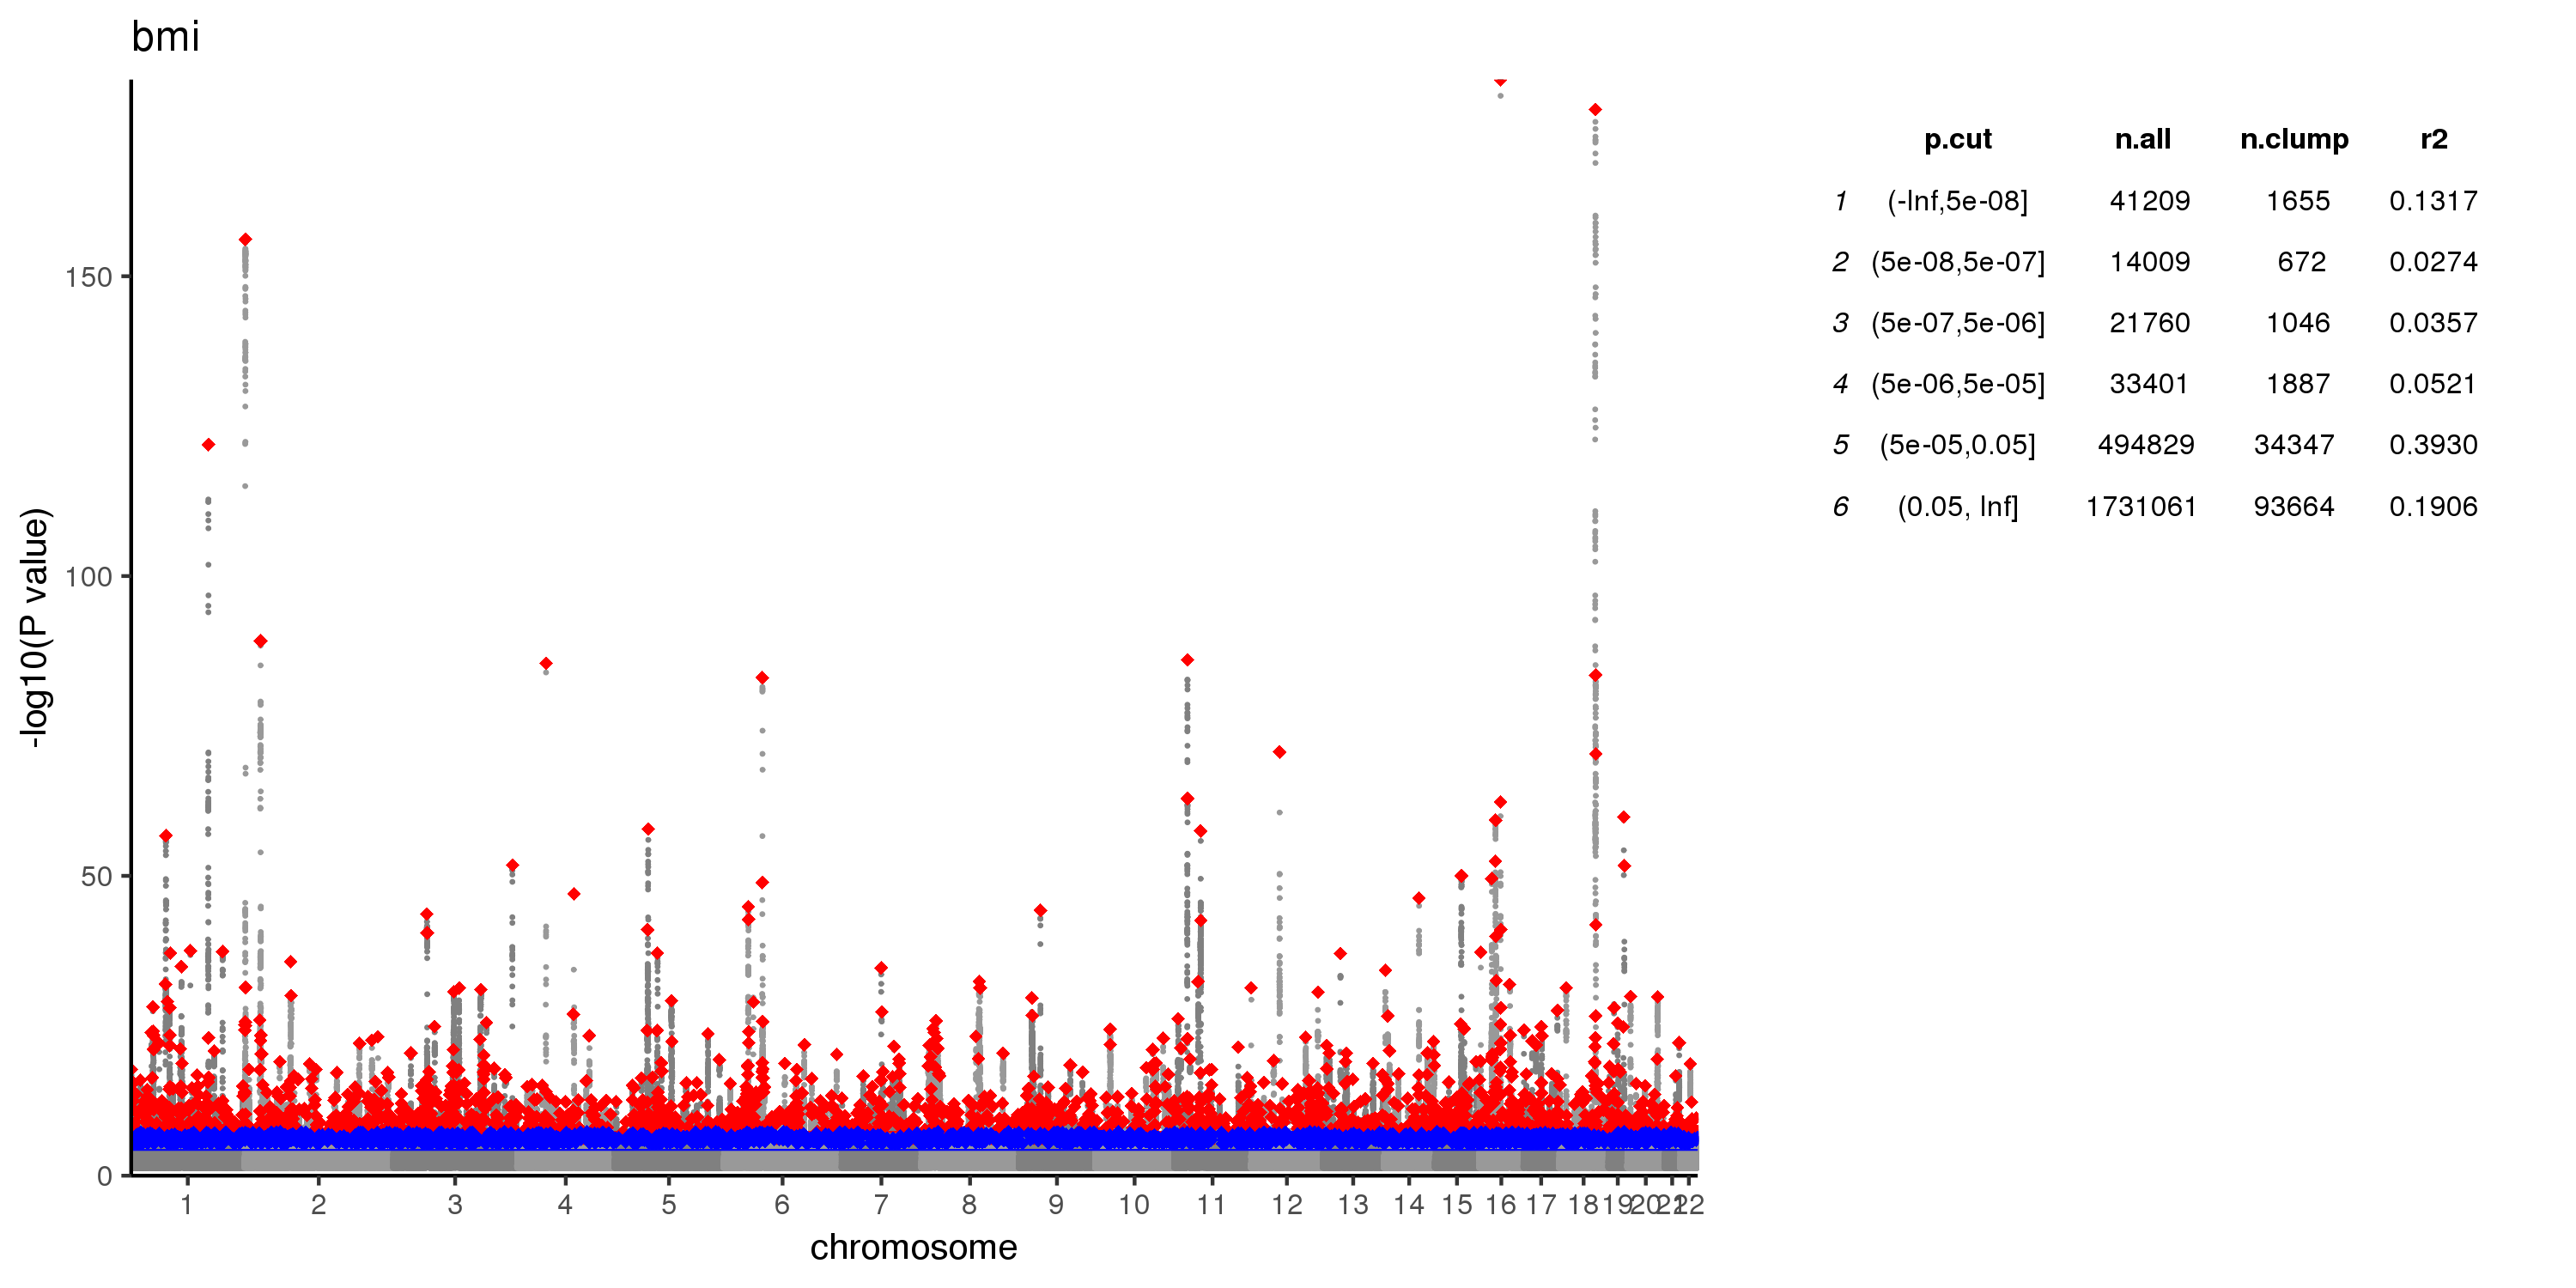 bmi
-log10(P value)
150
100
50
0
1 2 3 4 5 6 7 8 9 10 11 12 13 14 15 16 17 18 19 20 21 22
chromosome
p.cut n.all n.clump r2
1 (-Inf,5e-08] 41209 1655 0.1317
2 (5e-08,5e-07] 14009 672 0.0274
3 (5e-07,5e-06] 21760 1046 0.0357
4 (5e-06,5e-05] 33401 1887 0.0521
5 (5e-05,0.05] 494829 34347 0.3930
6 (0.05, Inf] 1731061 93664 0.1906